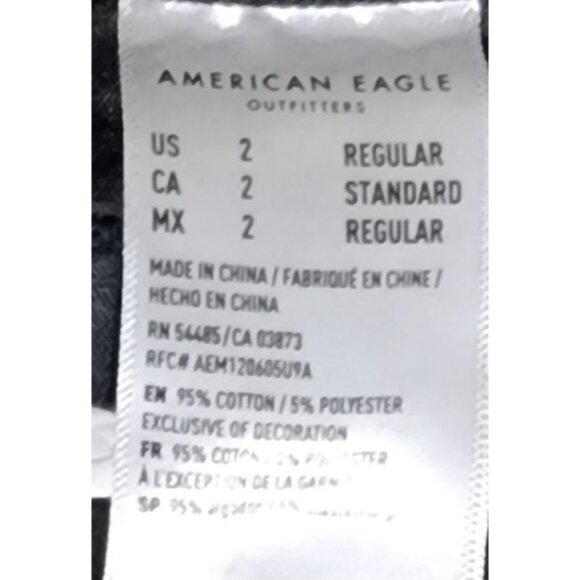 AMERICAN EAGLE
OUTFITTERS
US 2 REGULAR
CA 2 STANDARD
MX 2 REGULAR
MADE IN CHINA / FABRIQUÉ EN CHINE /
HECHO EN CHINA
RN 54485/CA 03873
RFC# AEM120605U9A
EN 95% COTTON / 5% POLYESTER
EXCLUSIVE OF DECORATION
FR 95%
À L'EXCEPTION DE LA
SP 95%